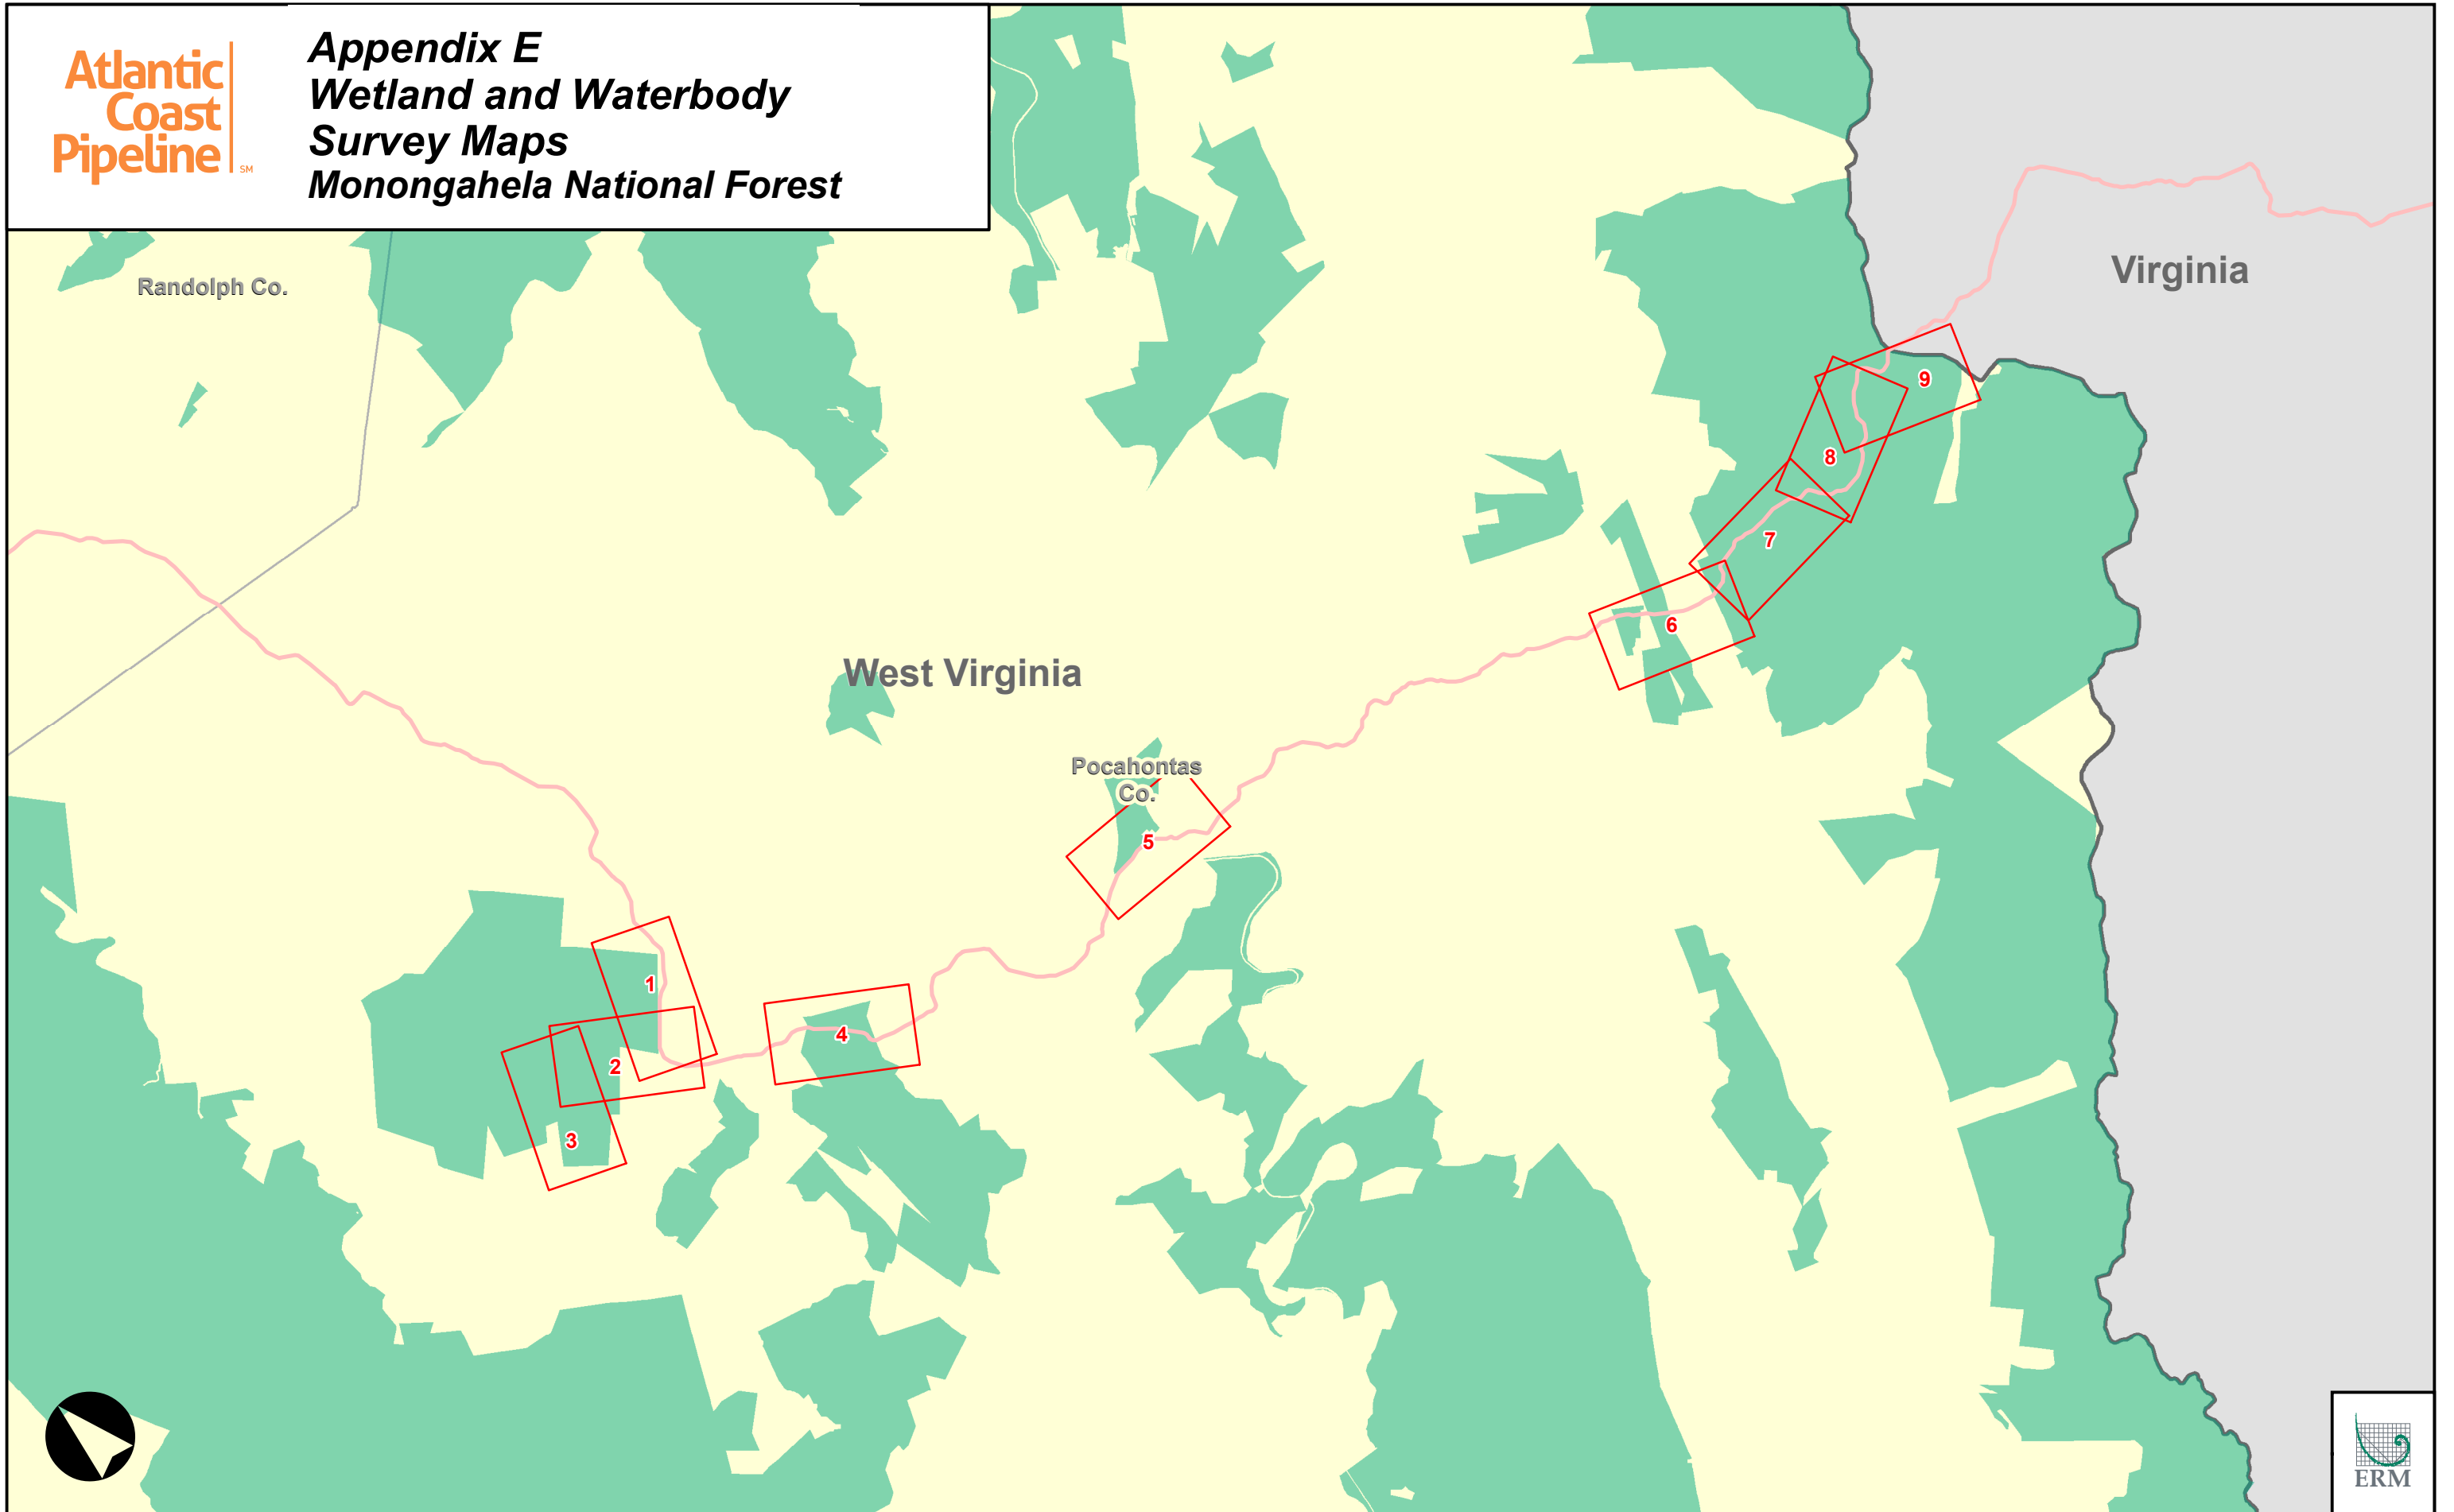 Atlantic
Coast
Pipeline SM
Appendix E
Wetland and Waterbody
Survey Maps
Monongahela National Forest
Randolph Co.
Virginia
9
8
7
6
West Virginia
Pocahontas
Co.
5
1
4
2
3
ERM